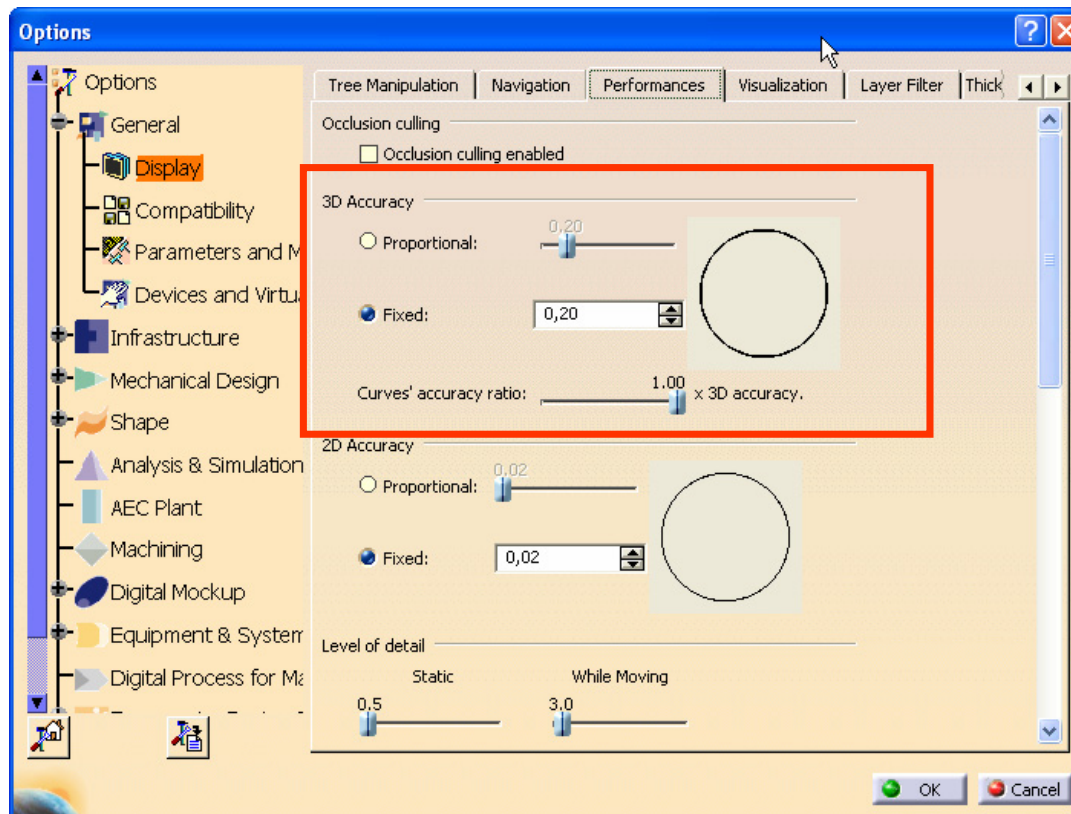 Options
Options
General
Display
Compatibility
Parameters and M
Devices and Virtu
Infrastructure
Mechanical Design
Shape
Analysis & Simulation
AEC Plant
Machining
Digital Mockup
Equipment & System
Digital Process for Ma
Tree Manipulation
Navigation
Performances
Visualization
Layer Filter
Thick
Occlusion culling
Occlusion culling enabled
3D Accuracy
Proportional: 0,20
Fixed: 0,20
Curves' accuracy ratio: 1.00 x 3D accuracy.
2D Accuracy
Proportional: 0,02
Fixed: 0,02
Level of detail
Static While Moving
0.5 3.0
OK Cancel